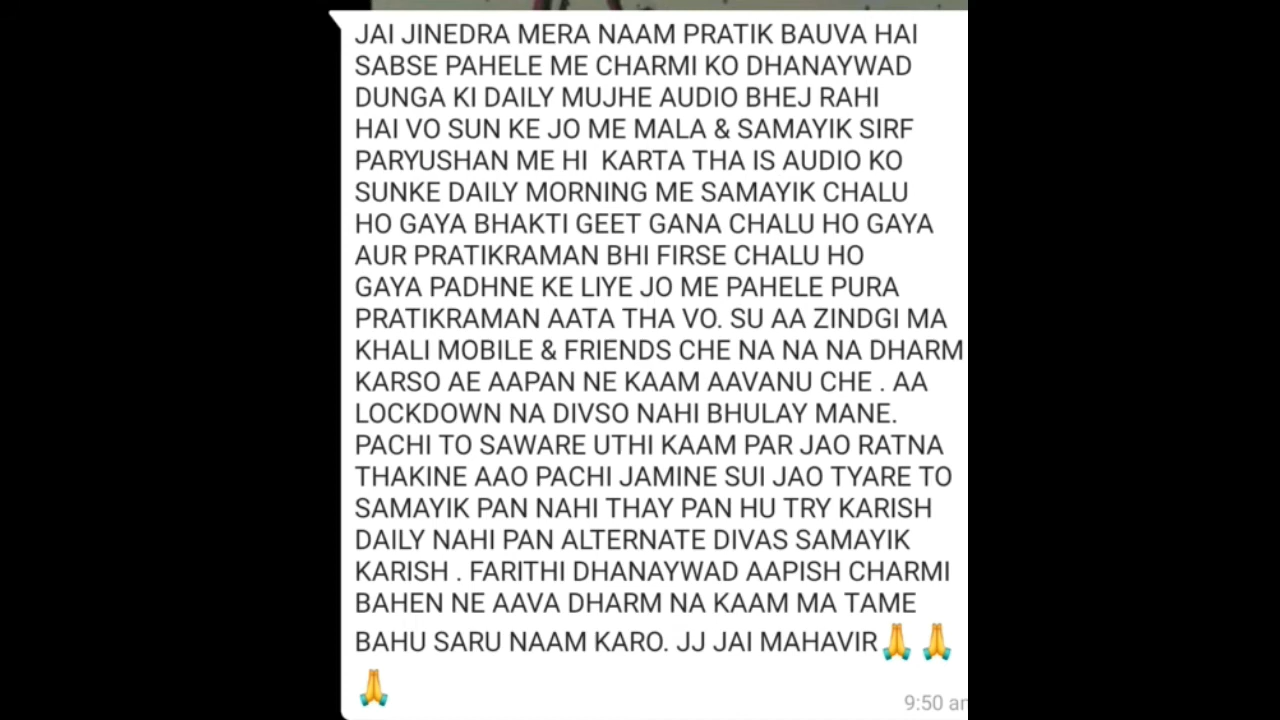 JAI JINEDRA MERA NAAM PRATIK BAUVA HAI
SABSE PAHELE ME CHARMI KO DHANAYWAD
DUNGA KI DAILY MUJHE AUDIO BHEJ RAHI
HAI VO SUN KE JO ME MALA & SAMAYIK SIRF
PARYUSHAN ME HI  KARTA THA IS AUDIO KO
SUNKE DAILY MORNING ME SAMAYIK CHALU
HO GAYA BHAKTI GEET GANA CHALU HO GAYA
AUR PRATIKRAMAN BHI FIRSE CHALU HO
GAYA PADHNE KE LIYE JO ME PAHELE PURA
PRATIKRAMAN AATA THA VO. SU AA ZINDGI MA
KHALI MOBILE & FRIENDS CHE NA NA NA DHARM
KARSO AE AAPAN NE KAAM AAVANU CHE . AA
LOCKDOWN NA DIVSO NAHI BHULAY MANE.
PACHI TO SAWARE UTHI KAAM PAR JAO RATNA
THAKINE AAO PACHI JAMINE SUI JAO TYARE TO
SAMAYIK PAN NAHI THAY PAN HU TRY KARISH
DAILY NAHI PAN ALTERNATE DIVAS SAMAYIK
KARISH . FARITHI DHANAYWAD AAPISH CHARMI
BAHEN NE AAVA DHARM NA KAAM MA TAME
BAHU SARU NAAM KARO. JJ JAI MAHAVIR🙏🙏
🙏
9:50 am